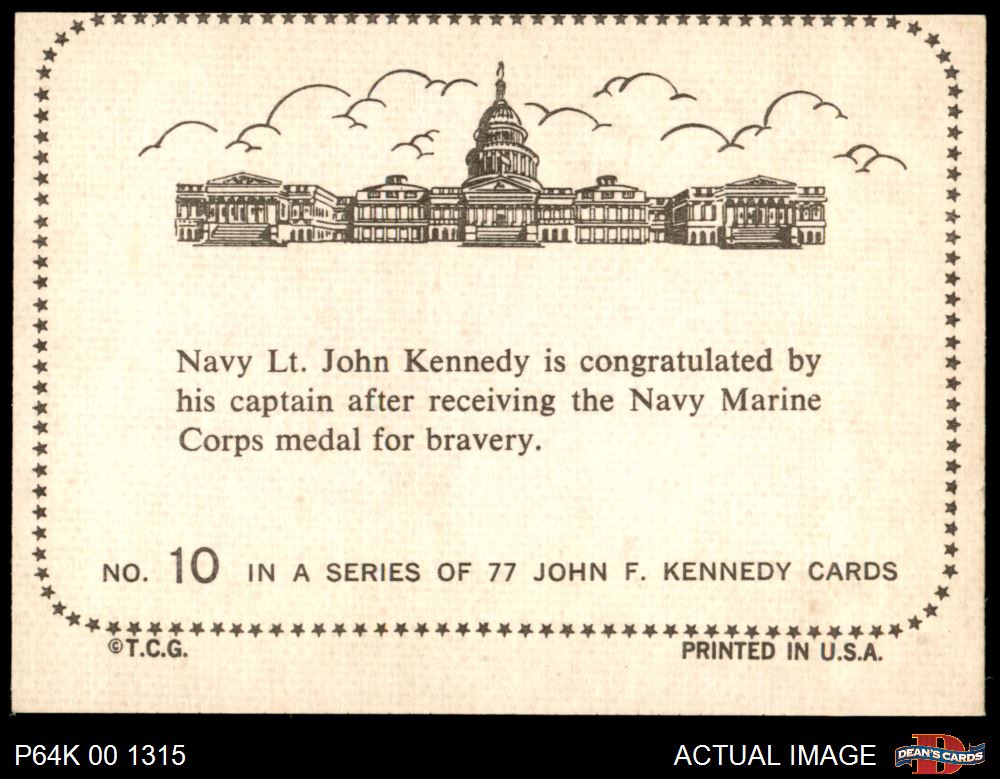 Navy Lt. John Kennedy is congratulated by
his captain after receiving the Navy Marine
Corps medal for bravery.
NO. 10 IN A SERIES OF 77 JOHN F. KENNEDY CARDS
©T.C.G. PRINTED IN U.S.A.
P64K 00 1315 ACTUAL IMAGE D DEAN'S CARDS